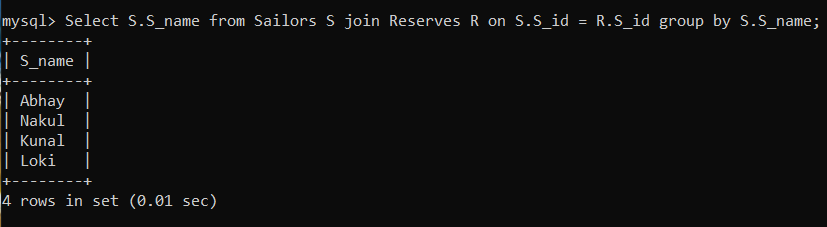 mysql> Select S.S_name from Sailors S join Reserves R on S.S_id = R.S_id group by S.S_name;
+--------+
| S_name |
+--------+
| Abhay  |
| Nakul  |
| Kunal  |
| Loki   |
+--------+
4 rows in set (0.01 sec)